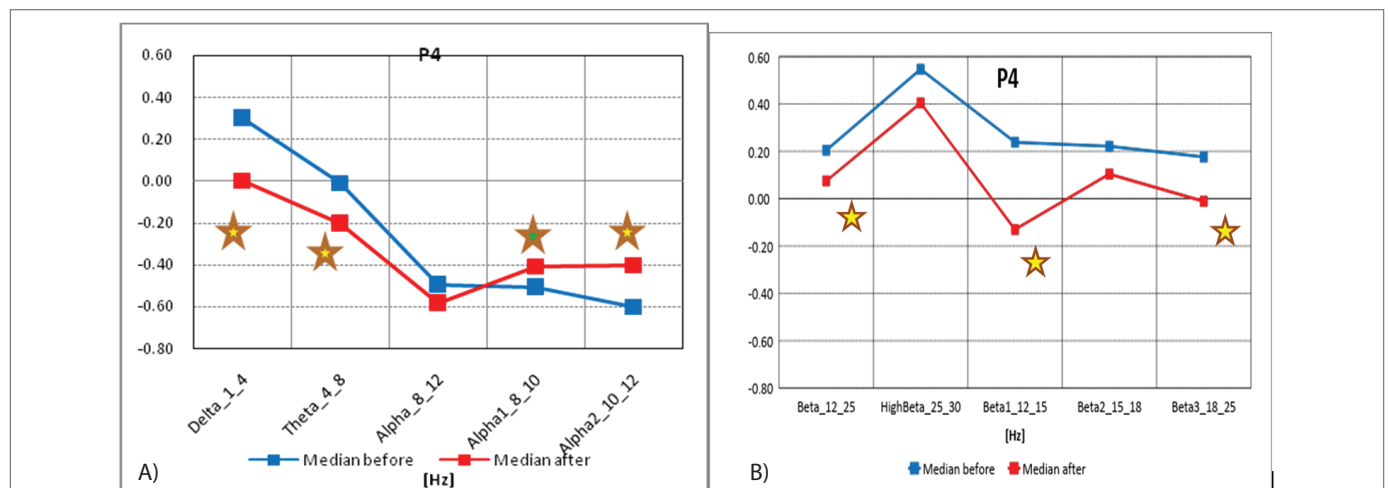 P4
0.60
0.40
0.20
0.00
-0.20
-0.40
-0.60
-0.80
Delta_1_4
Theta_4_8
Alpha_8_12
Alpha1_8_10
Alpha2_10_12
Median before
Median after
[Hz]
A)
P4
0.60
0.40
0.20
0.00
-0.20
-0.40
-0.60
-0.80
Beta_12_25
HighBeta_25_30
Beta1_12_15
Beta2_15_18
Beta3_18_25
[Hz]
Median before
Median after
B)